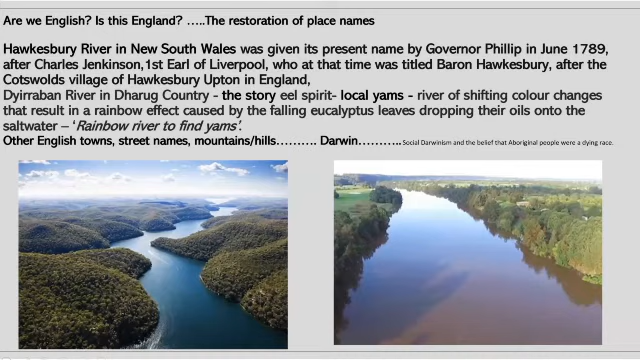 Are we English? Is this England? …..The restoration of place names
Hawkesbury River in New South Wales was given its present name by Governor Phillip in June 1789,
after Charles Jenkinson,1st Earl of Liverpool, who at that time was titled Baron Hawkesbury, after the
Cotswolds village of Hawkesbury Upton in England,
Dyirraban River in Dharug Country - the story eel spirit- local yams - river of shifting colour changes
that result in a rainbow effect caused by the falling eucalyptus leaves dropping their oils onto the
saltwater – ‘Rainbow river to find yams’.
Other English towns, street names, mountains/hills………. Darwin………... Social Darwinism and the belief that Aboriginal people were a dying race.